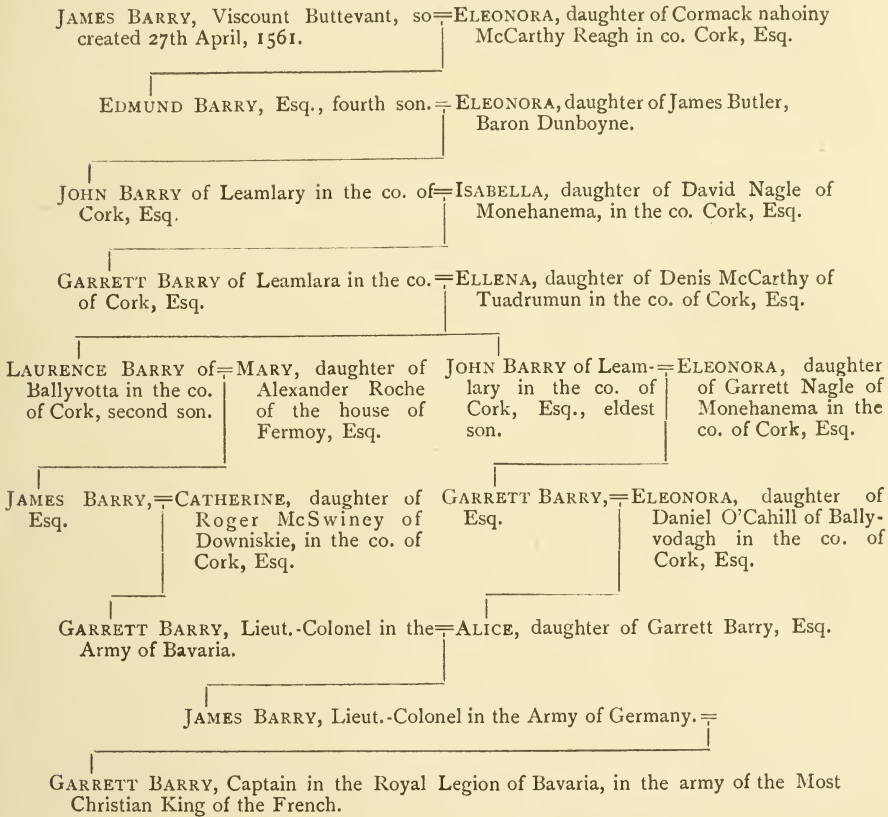 JAMES BARRY, Viscount Buttevant, so=ELEONORA, daughter of Cormack nahoiny
created 27th April, 1561.
McCarthy Reagh in co. Cork, Esq.
EDMUND BARRY, Esq., fourth son.=ELEONORA, daughter of James Butler,
Baron Dunboyne.
JOHN BARRY of Leamlary in the co. of=ISABELLA, daughter of David Nagle of
Cork, Esq.
Monehanema, in the co. Cork, Esq.
GARRETT BARRY of Leamlara in the co.=ELLENA, daughter of Denis McCarthy of
of Cork, Esq.
Tuadrumun in the co. of Cork, Esq.
LAURENCE BARRY of=MARY, daughter of
Ballyvotta in the co.
Alexander Roche
of Cork, second son.
of the house of
Fermoy, Esq.
JOHN BARRY of Leam-=ELEONORA, daughter
lary in the co. of
of Garrett Nagle of
Cork, Esq., eldest
Monehanema in the
son.
co. of Cork, Esq.
JAMES BARRY,=CATHERINE, daughter of
Esq.
Roger McSwiney of
Downiskie, in the co. of
Cork, Esq.
GARRETT BARRY,=ELEONORA, daughter of
Esq.
Daniel O'Cahill of Bally-
vodagh in the co. of
Cork, Esq.
GARRETT BARRY, Lieut.-Colonel in the=ALICE, daughter of Garrett Barry, Esq.
Army of Bavaria.
JAMES BARRY, Lieut.-Colonel in the Army of Germany.=
GARRETT BARRY, Captain in the Royal Legion of Bavaria, in the army of the Most
Christian King of the French.